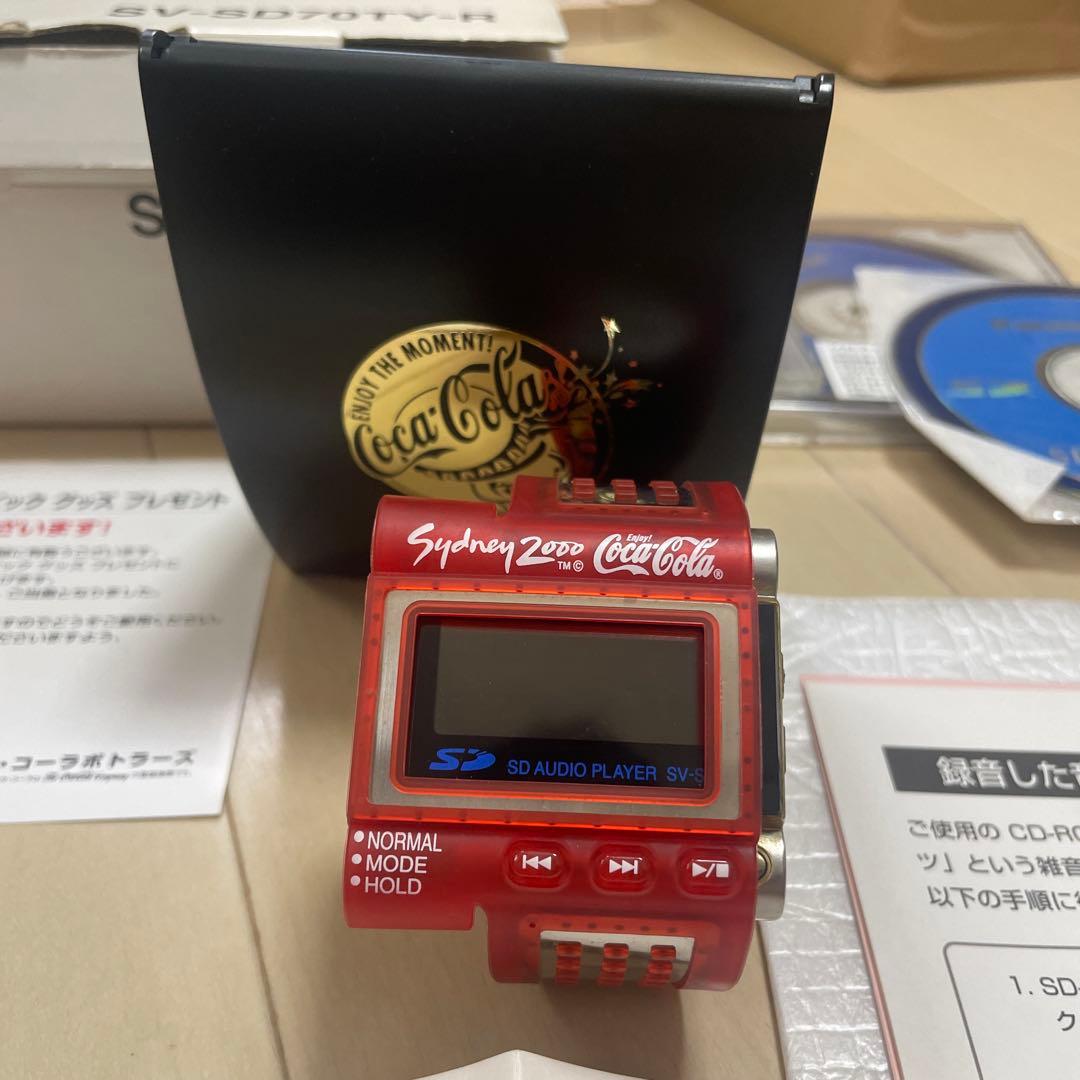 SV-SD70TY-R
S
ENJOY THE MOMENT!
Coca-Cola
Sydney 2000 TM©
Enjoy!
Coca-Cola®
SD
SD AUDIO PLAYER SV-S
NORMAL
MODE
HOLD
ック グッズ プレゼント
ざいます!
・コーラボトラーズ
録音した
ご使用の CD-RO
ツ」という雑音
以下の手順に
1. SD-
ク